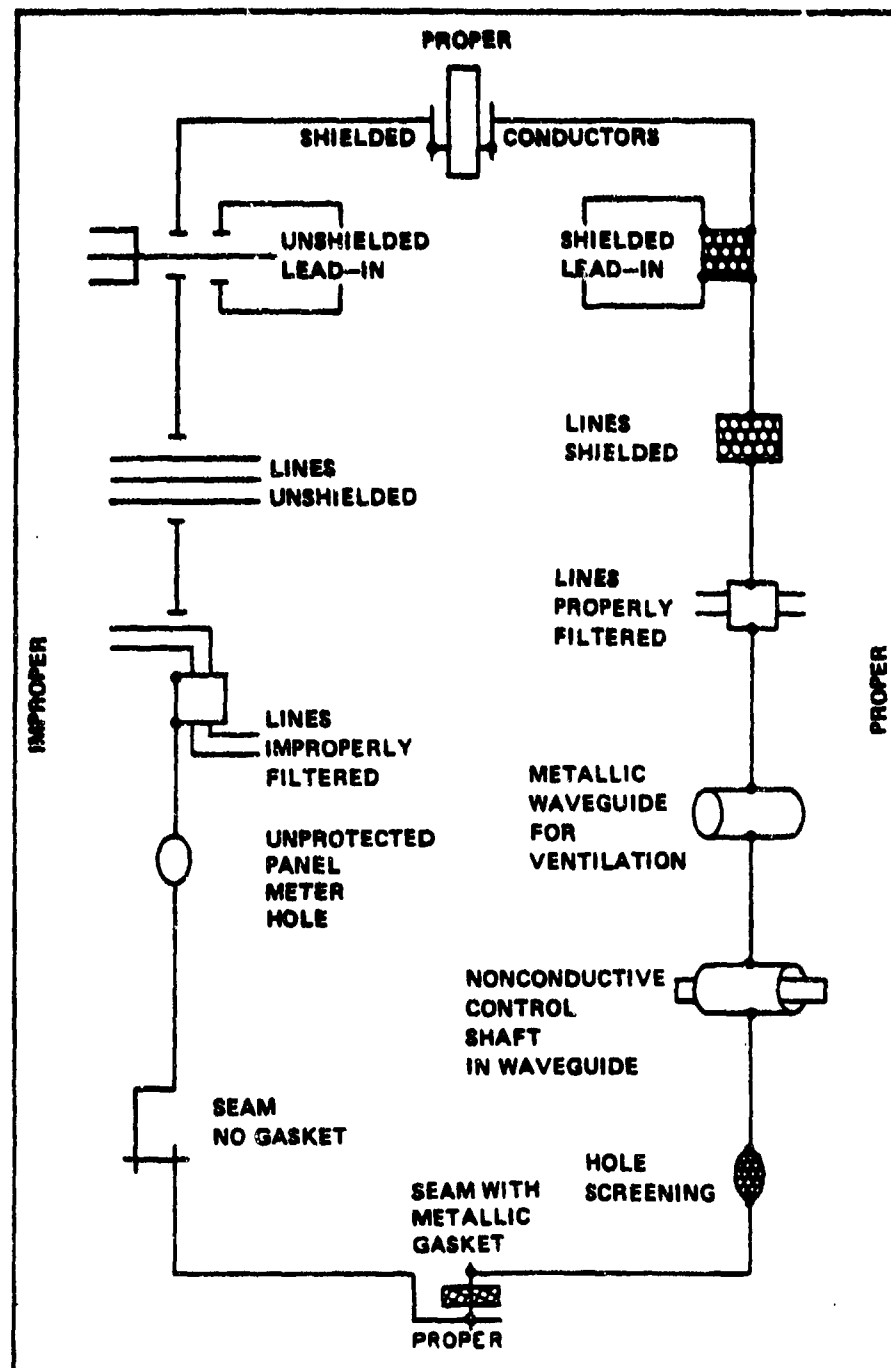 PROPER
SHIELDED CONDUCTORS
UNSHIELDED
LEAD-IN
SHIELDED
LEAD-IN
LINES
UNSHIELDED
LINES
SHIELDED
LINES
PROPERLY
FILTERED
IMPROPER
PROPER
LINES
IMPROPERLY
FILTERED
METALLIC
WAVEGUIDE
FOR
VENTILATION
UNPROTECTED
PANEL
METER
HOLE
NONCONDUCTIVE
CONTROL
SHAFT
IN WAVEGUIDE
SEAM
NO GASKET
HOLE
SCREENING
SEAM WITH
METALLIC
GASKET
PROPER